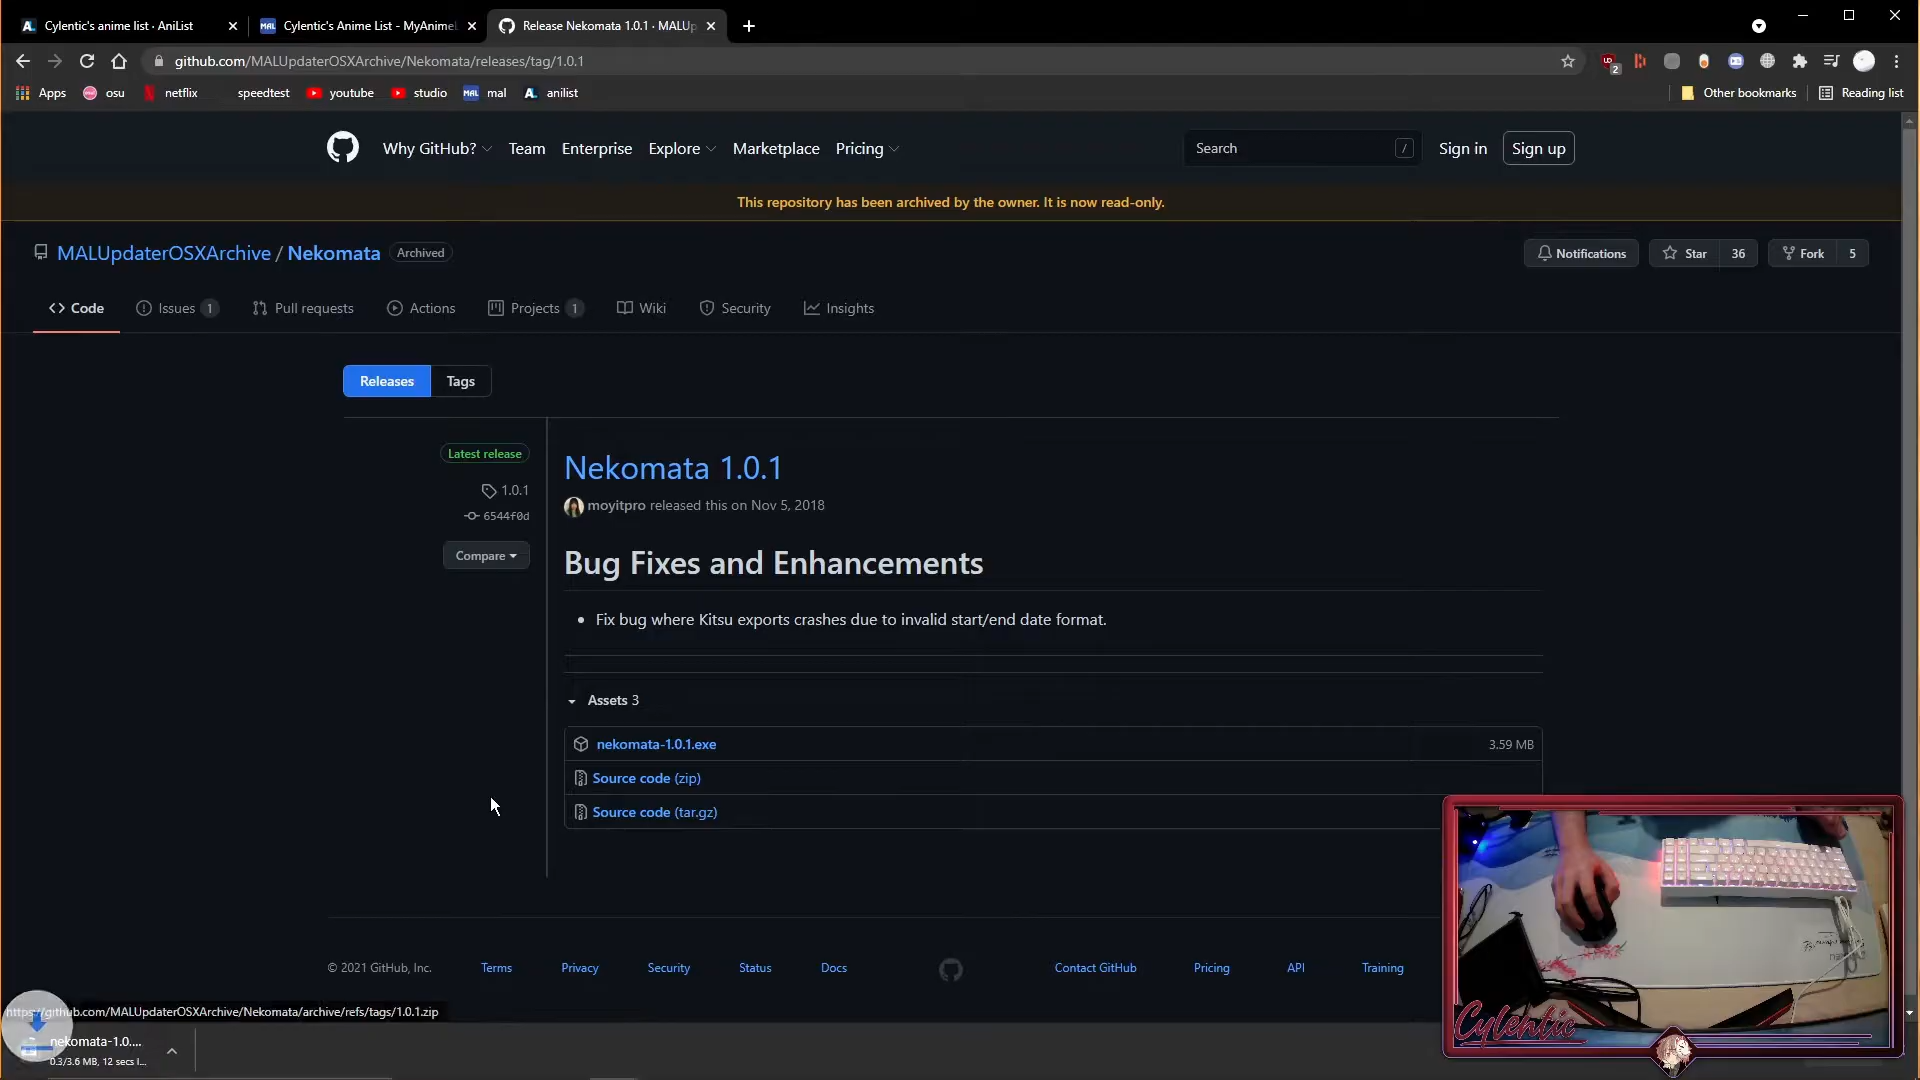 Cylentic's anime list · AniList
MAL Cylentic's Anime List - MyAnime
Release Nekomata 1.0.1 · MALUp
github.com/MALUpdaterOSXArchive/Nekomata/releases/tag/1.0.1
2
Apps osu netflix speedtest youtube studio MAL mal anilist Other bookmarks Reading list
Why GitHub? Team Enterprise Explore Marketplace Pricing Search / Sign in Sign up
This repository has been archived by the owner. It is now read-only.
MALUpdaterOSXArchive / Nekomata Archived Notifications Star 36 Fork 5
Code Issues 1 Pull requests Actions Projects 1 Wiki Security Insights
Releases Tags
Latest release
1.0.1
6544f0d
Compare
Nekomata 1.0.1
moyitpro released this on Nov 5, 2018
Bug Fixes and Enhancements
Fix bug where Kitsu exports crashes due to invalid start/end date format.
Assets 3
nekomata-1.0.1.exe 3.59 MB
Source code (zip)
Source code (tar.gz)
© 2021 GitHub, Inc. Terms Privacy Security Status Docs Contact GitHub Pricing API Training
https://github.com/MALUpdaterOSXArchive/Nekomata/archive/refs/tags/1.0.1.zip
nekomata-1.0....
0.3/3.6 MB, 12 secs l...
Cylentic